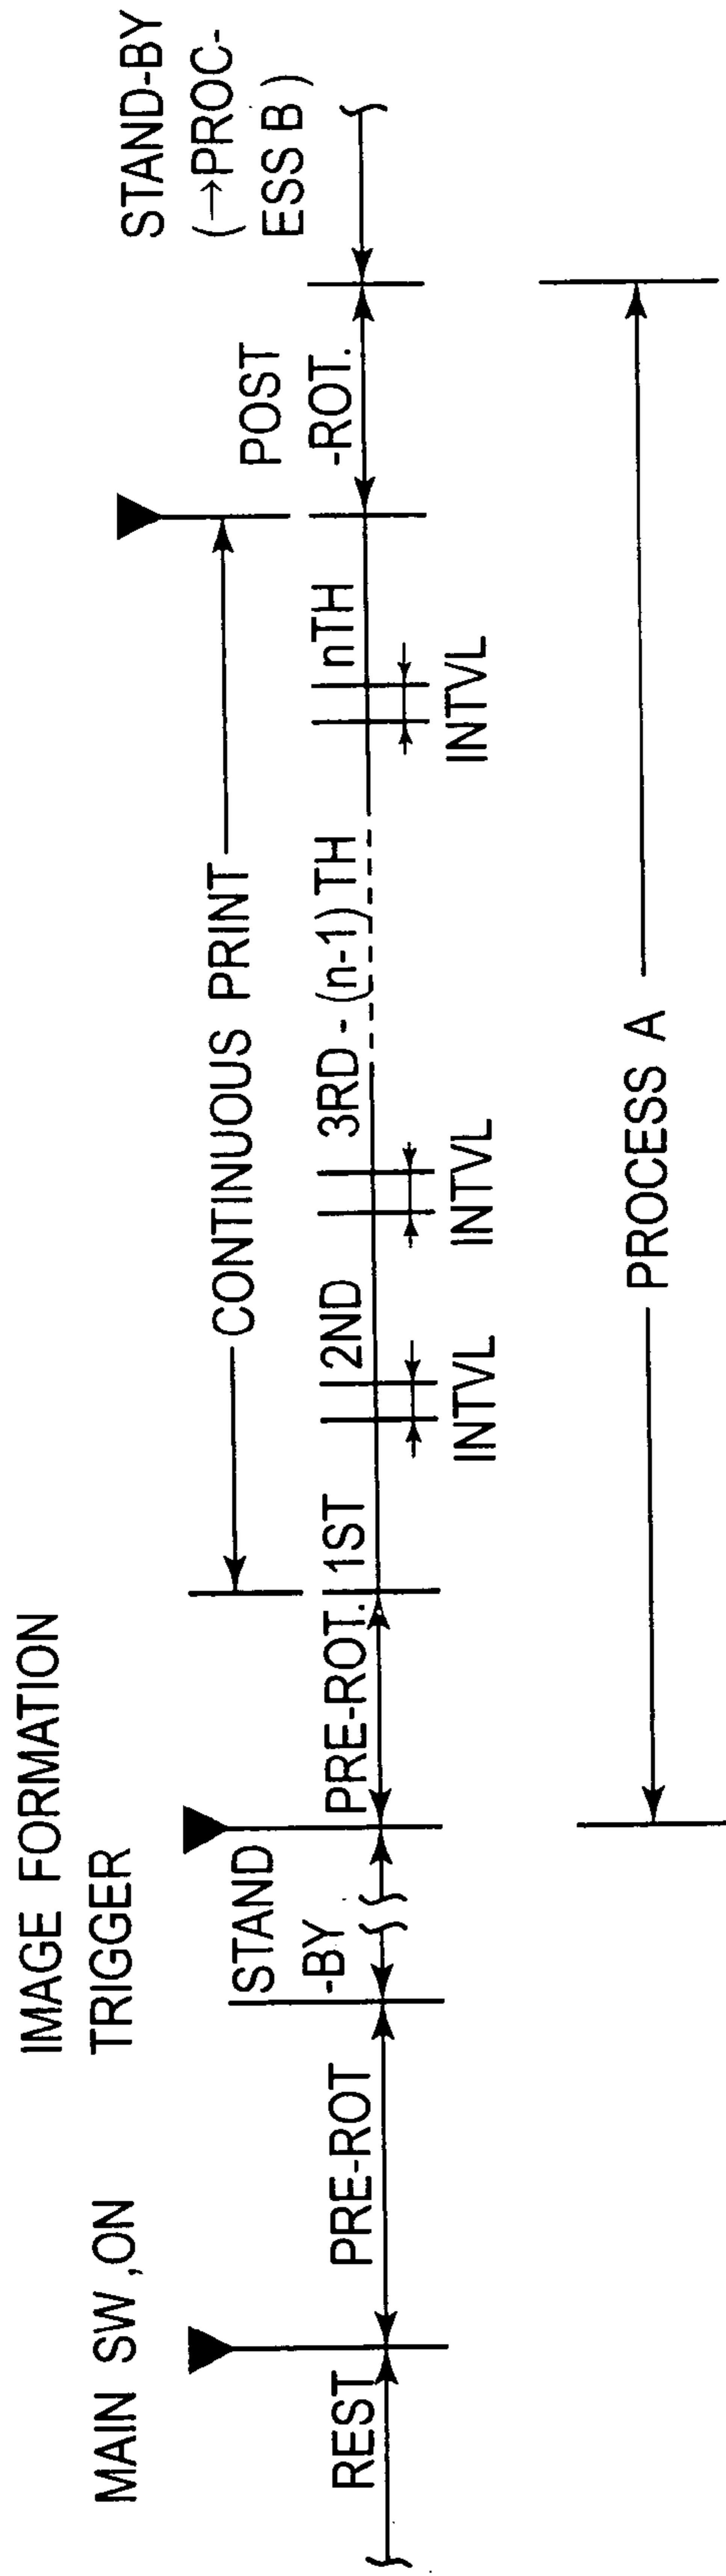 MAIN SW, ON
IMAGE FORMATION
TRIGGER
REST
PRE-ROT
STAND
-BY
PRE-ROT.
CONTINUOUS PRINT
1ST
2ND
3RD - (n-1) TH
nTH
INTVL
INTVL
INTVL
POST
-ROT.
STAND-BY
(→PROC-
ESS B)
PROCESS A